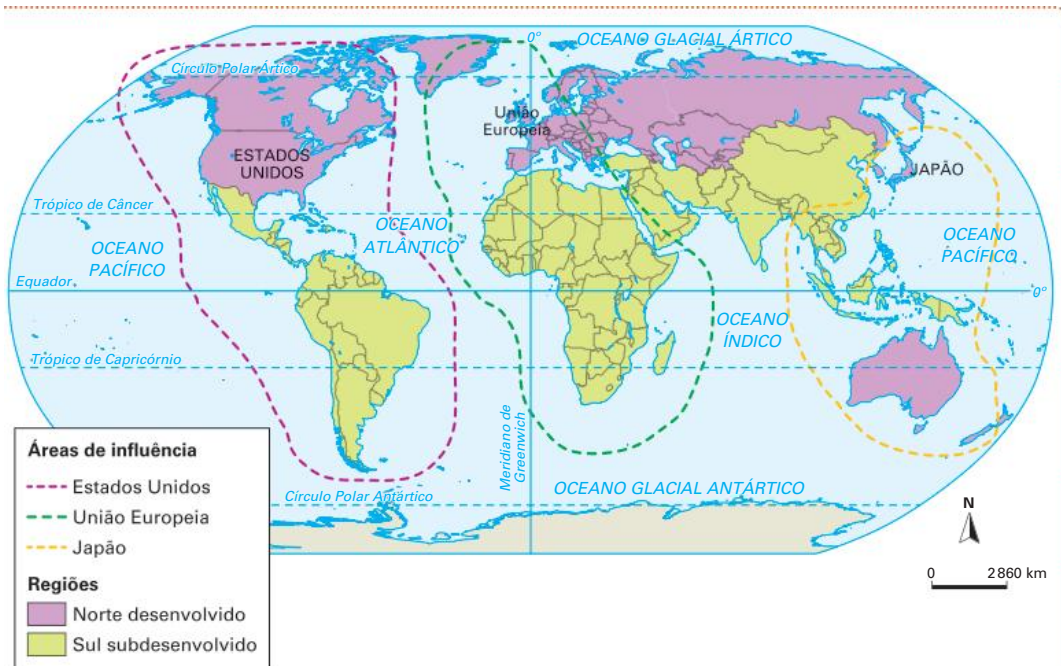 0°
OCEANO GLACIAL ÁRTICO
Círculo Polar Ártico
União
Europeia
ESTADOS
UNIDOS
JAPÃO
Trópico de Câncer
OCEANO
PACÍFICO
OCEANO
ATLÂNTICO
OCEANO
PACÍFICO
Equador
0°
OCEANO
ÍNDICO
Trópico de Capricórnio
Meridiano de
Greenwich
Círculo Polar Antártico
OCEANO GLACIAL ANTÁRTICO
Áreas de influência
Estados Unidos
União Europeia
Japão
Regiões
Norte desenvolvido
Sul subdesenvolvido
N
0 2860 km